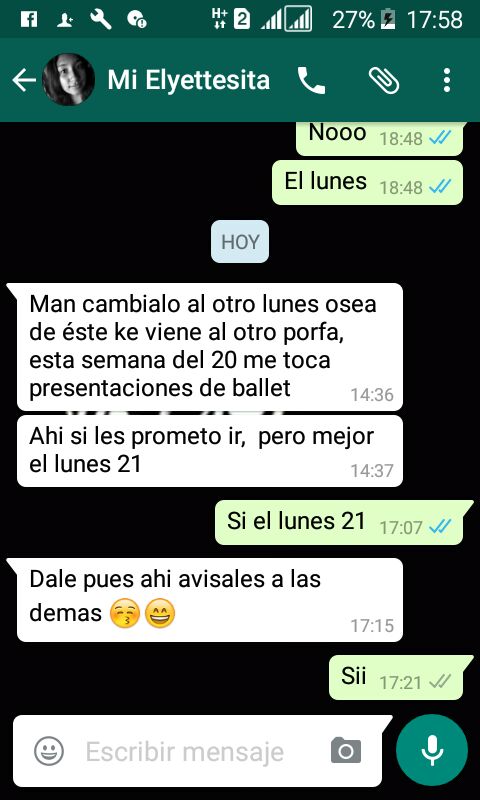 H+ 2 27% 17:58
Mi Elyettesita
Nooo 18:48
El lunes 18:48
HOY
Man cambialo al otro lunes osea
de éste ke viene al otro porfa,
esta semana del 20 me toca
presentaciones de ballet 14:36
Ahi si les prometo ir, pero mejor
el lunes 21 14:37
Si el lunes 21 17:07
Dale pues ahi avisales a las
demas 😚😄
17:15
Sii 17:21
Escribir mensaje